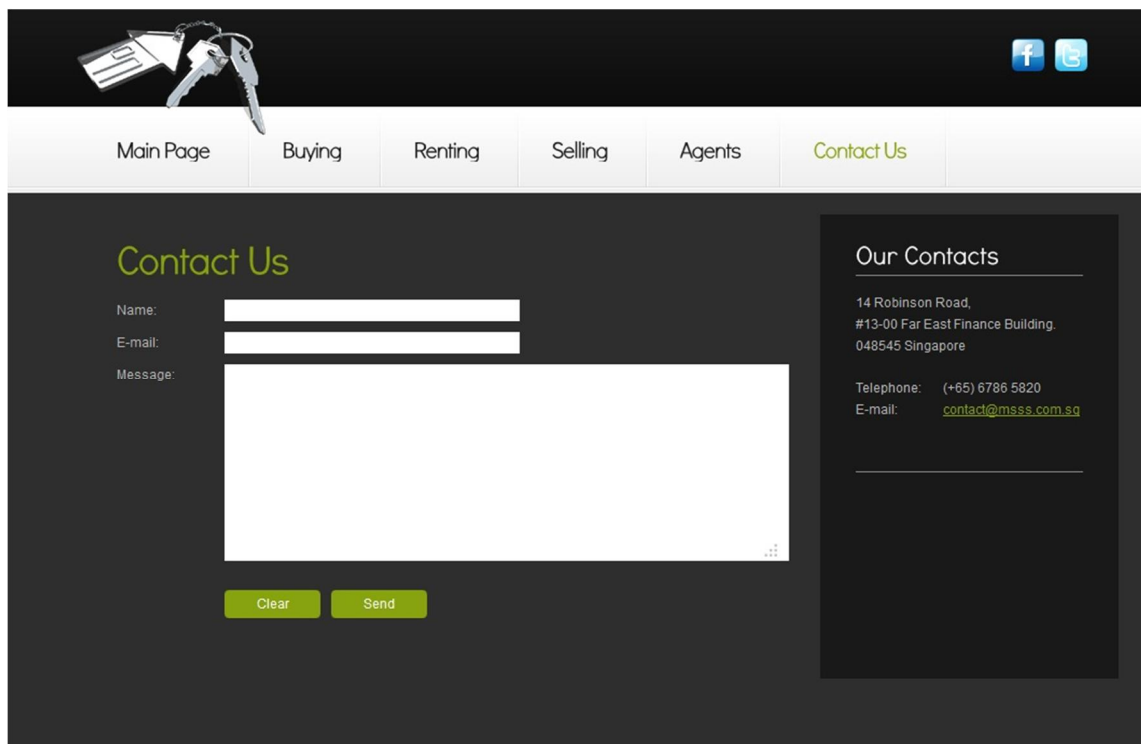 Main Page Buying Renting Selling Agents Contact Us
Contact Us
Name:
E-mail:
Message:
Clear Send
Our Contacts
14 Robinson Road,
#13-00 Far East Finance Building.
048545 Singapore
Telephone: (+65) 6786 5820
E-mail: contact@msss.com.sg